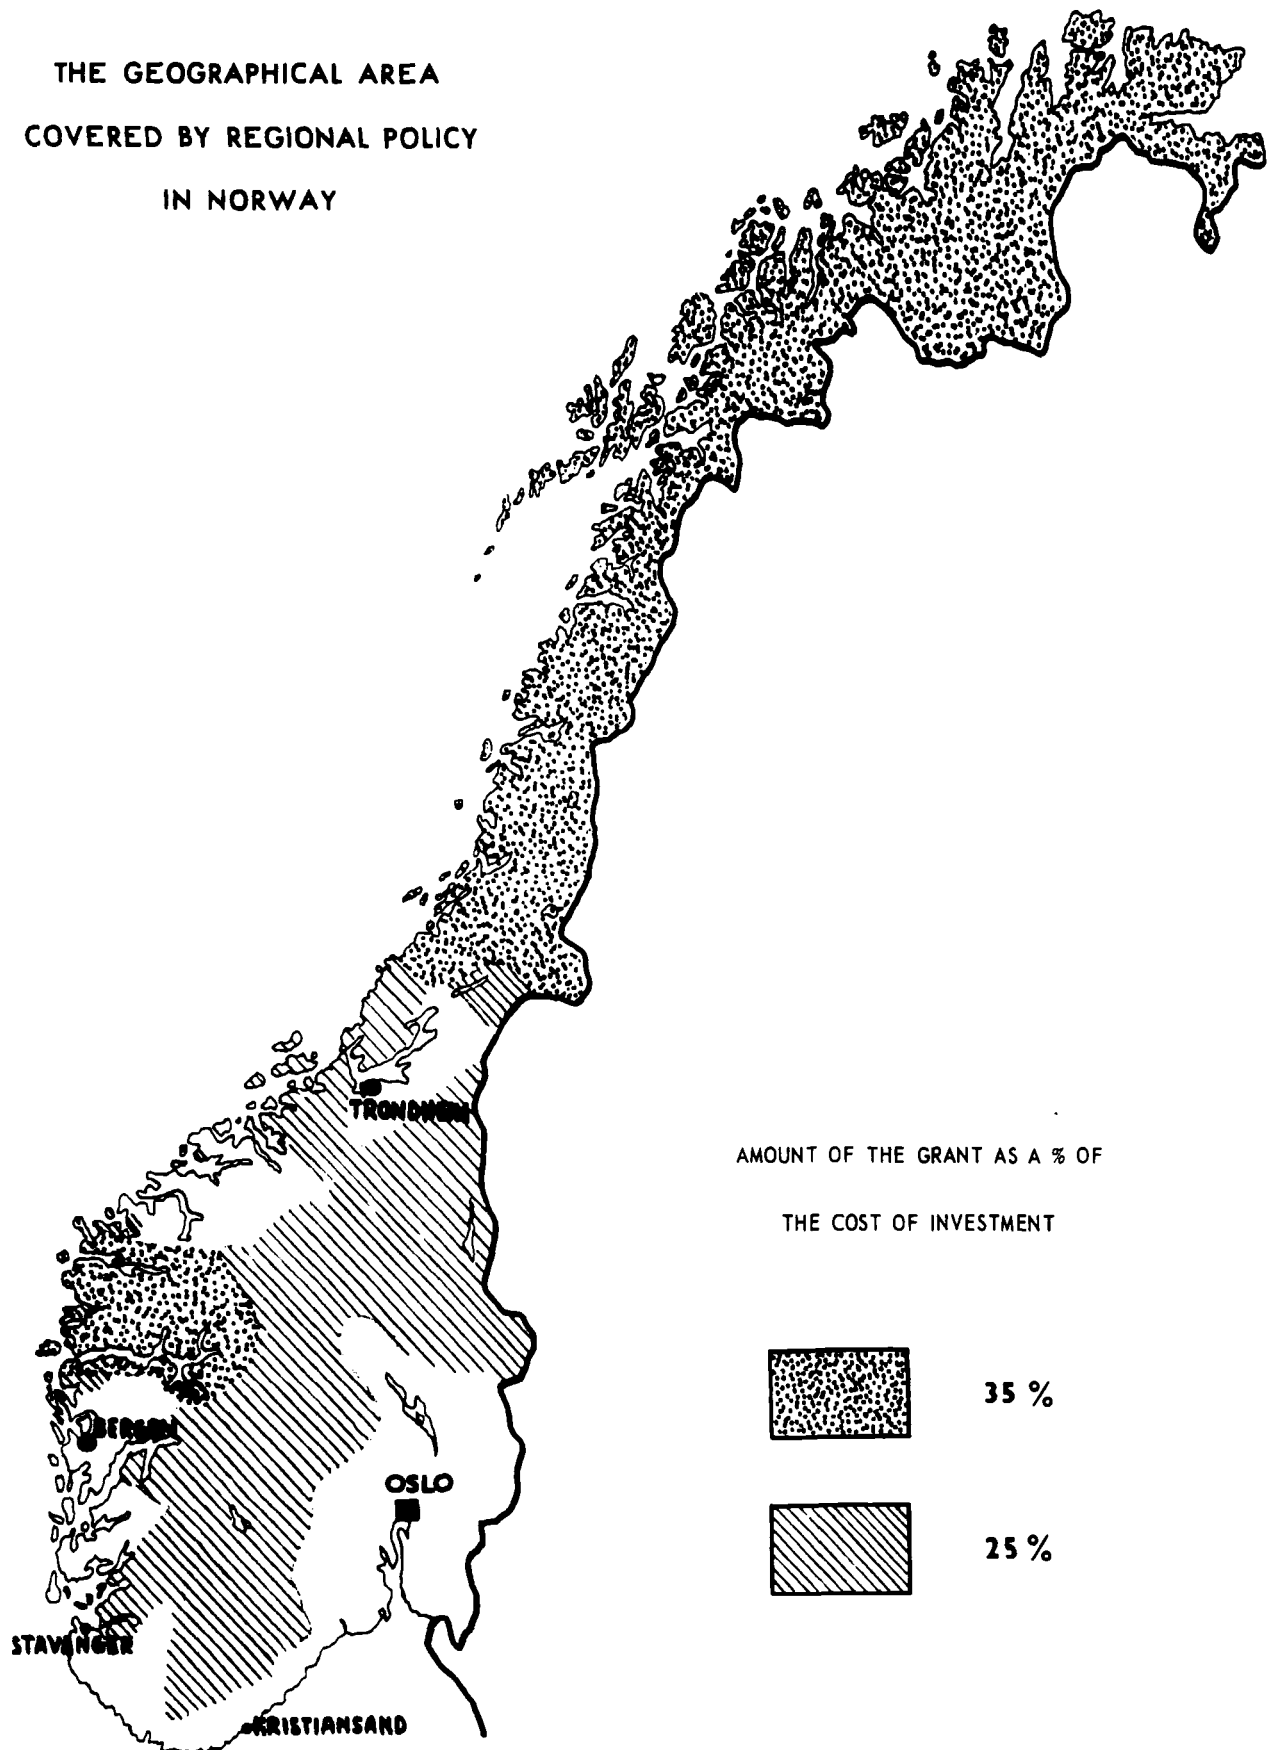 THE GEOGRAPHICAL AREA
COVERED BY REGIONAL POLICY
IN NORWAY
TRONDHEIM
AMOUNT OF THE GRANT AS A % OF
THE COST OF INVESTMENT
35 %
BERGEN
OSLO
25 %
STAVENGER
KRISTIANSAND